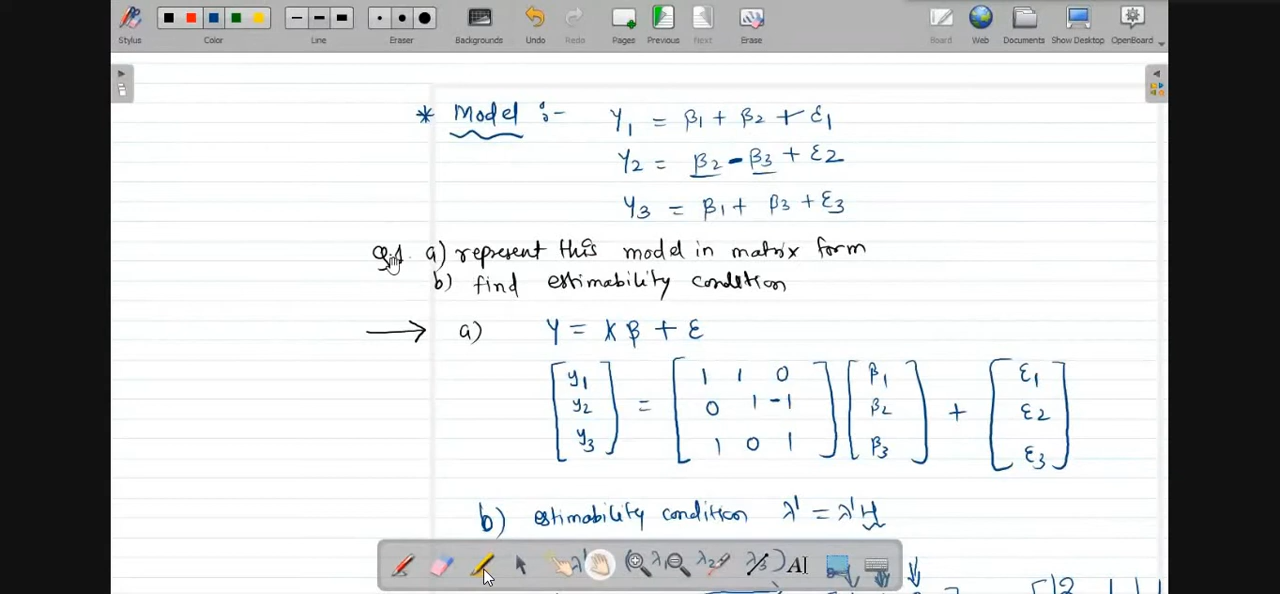 Stylus Color Line Eraser Backgrounds Undo Redo Pages Previous Next Erase Board Web Documents Show Desktop OpenBoard
* Model :- Y1 = β1 + β2 + ε1
Y2 = β2 - β3 + ε2
Y3 = β1 + β3 + ε3
Q.1. a) represent this model in matrix form
b) find estimability condition
→ a) Y = Xβ + ε
[y1 y2 y3] = [1 1 0
0 1 -1
1 0 1] [β1 β2 β3] + [ε1 ε2 ε3]
b) estimability condition λ' = λ'H